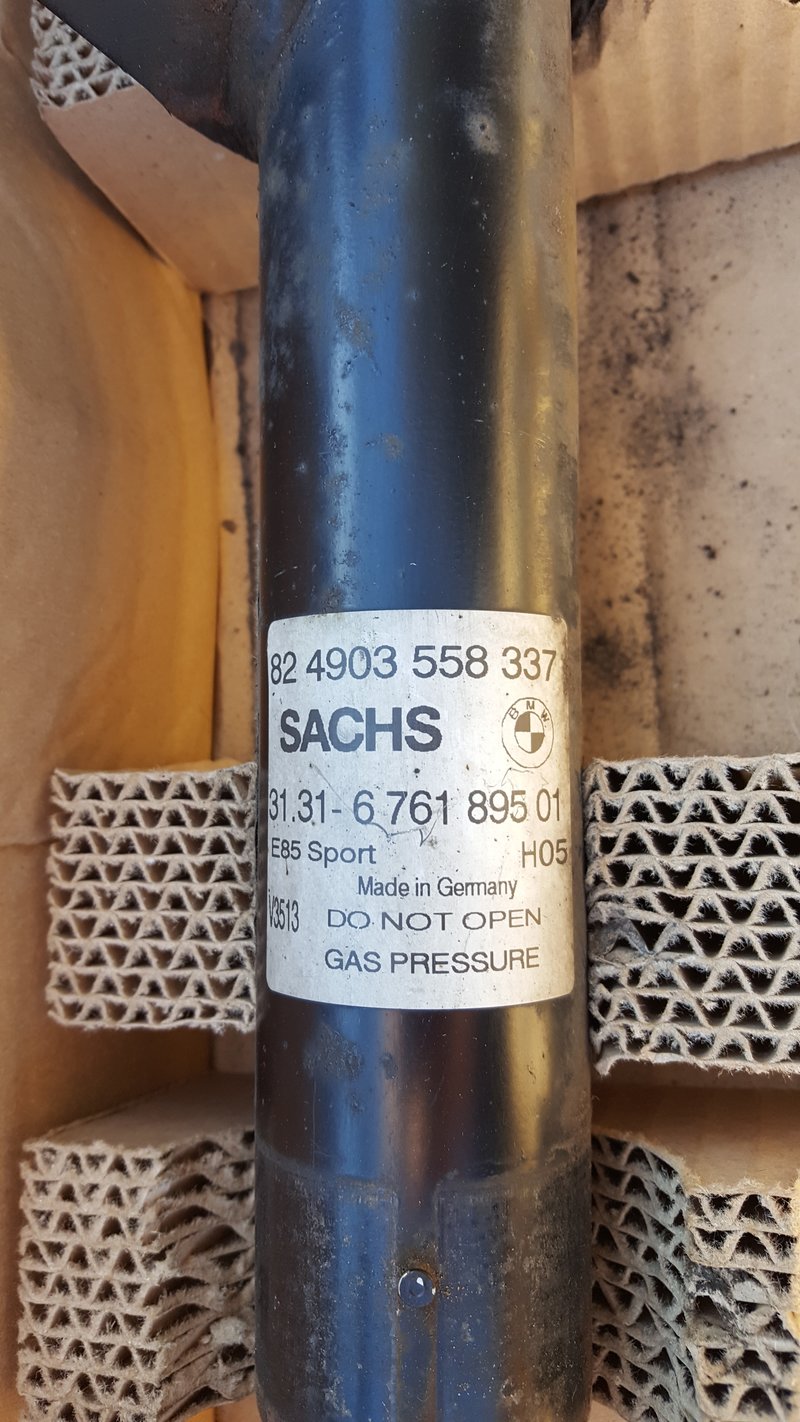 82 4903 558 337
SACHS
BMW
31.31- 6 761 895 01
E85 Sport H05
Made in Germany
V3513 DO NOT OPEN
GAS PRESSURE